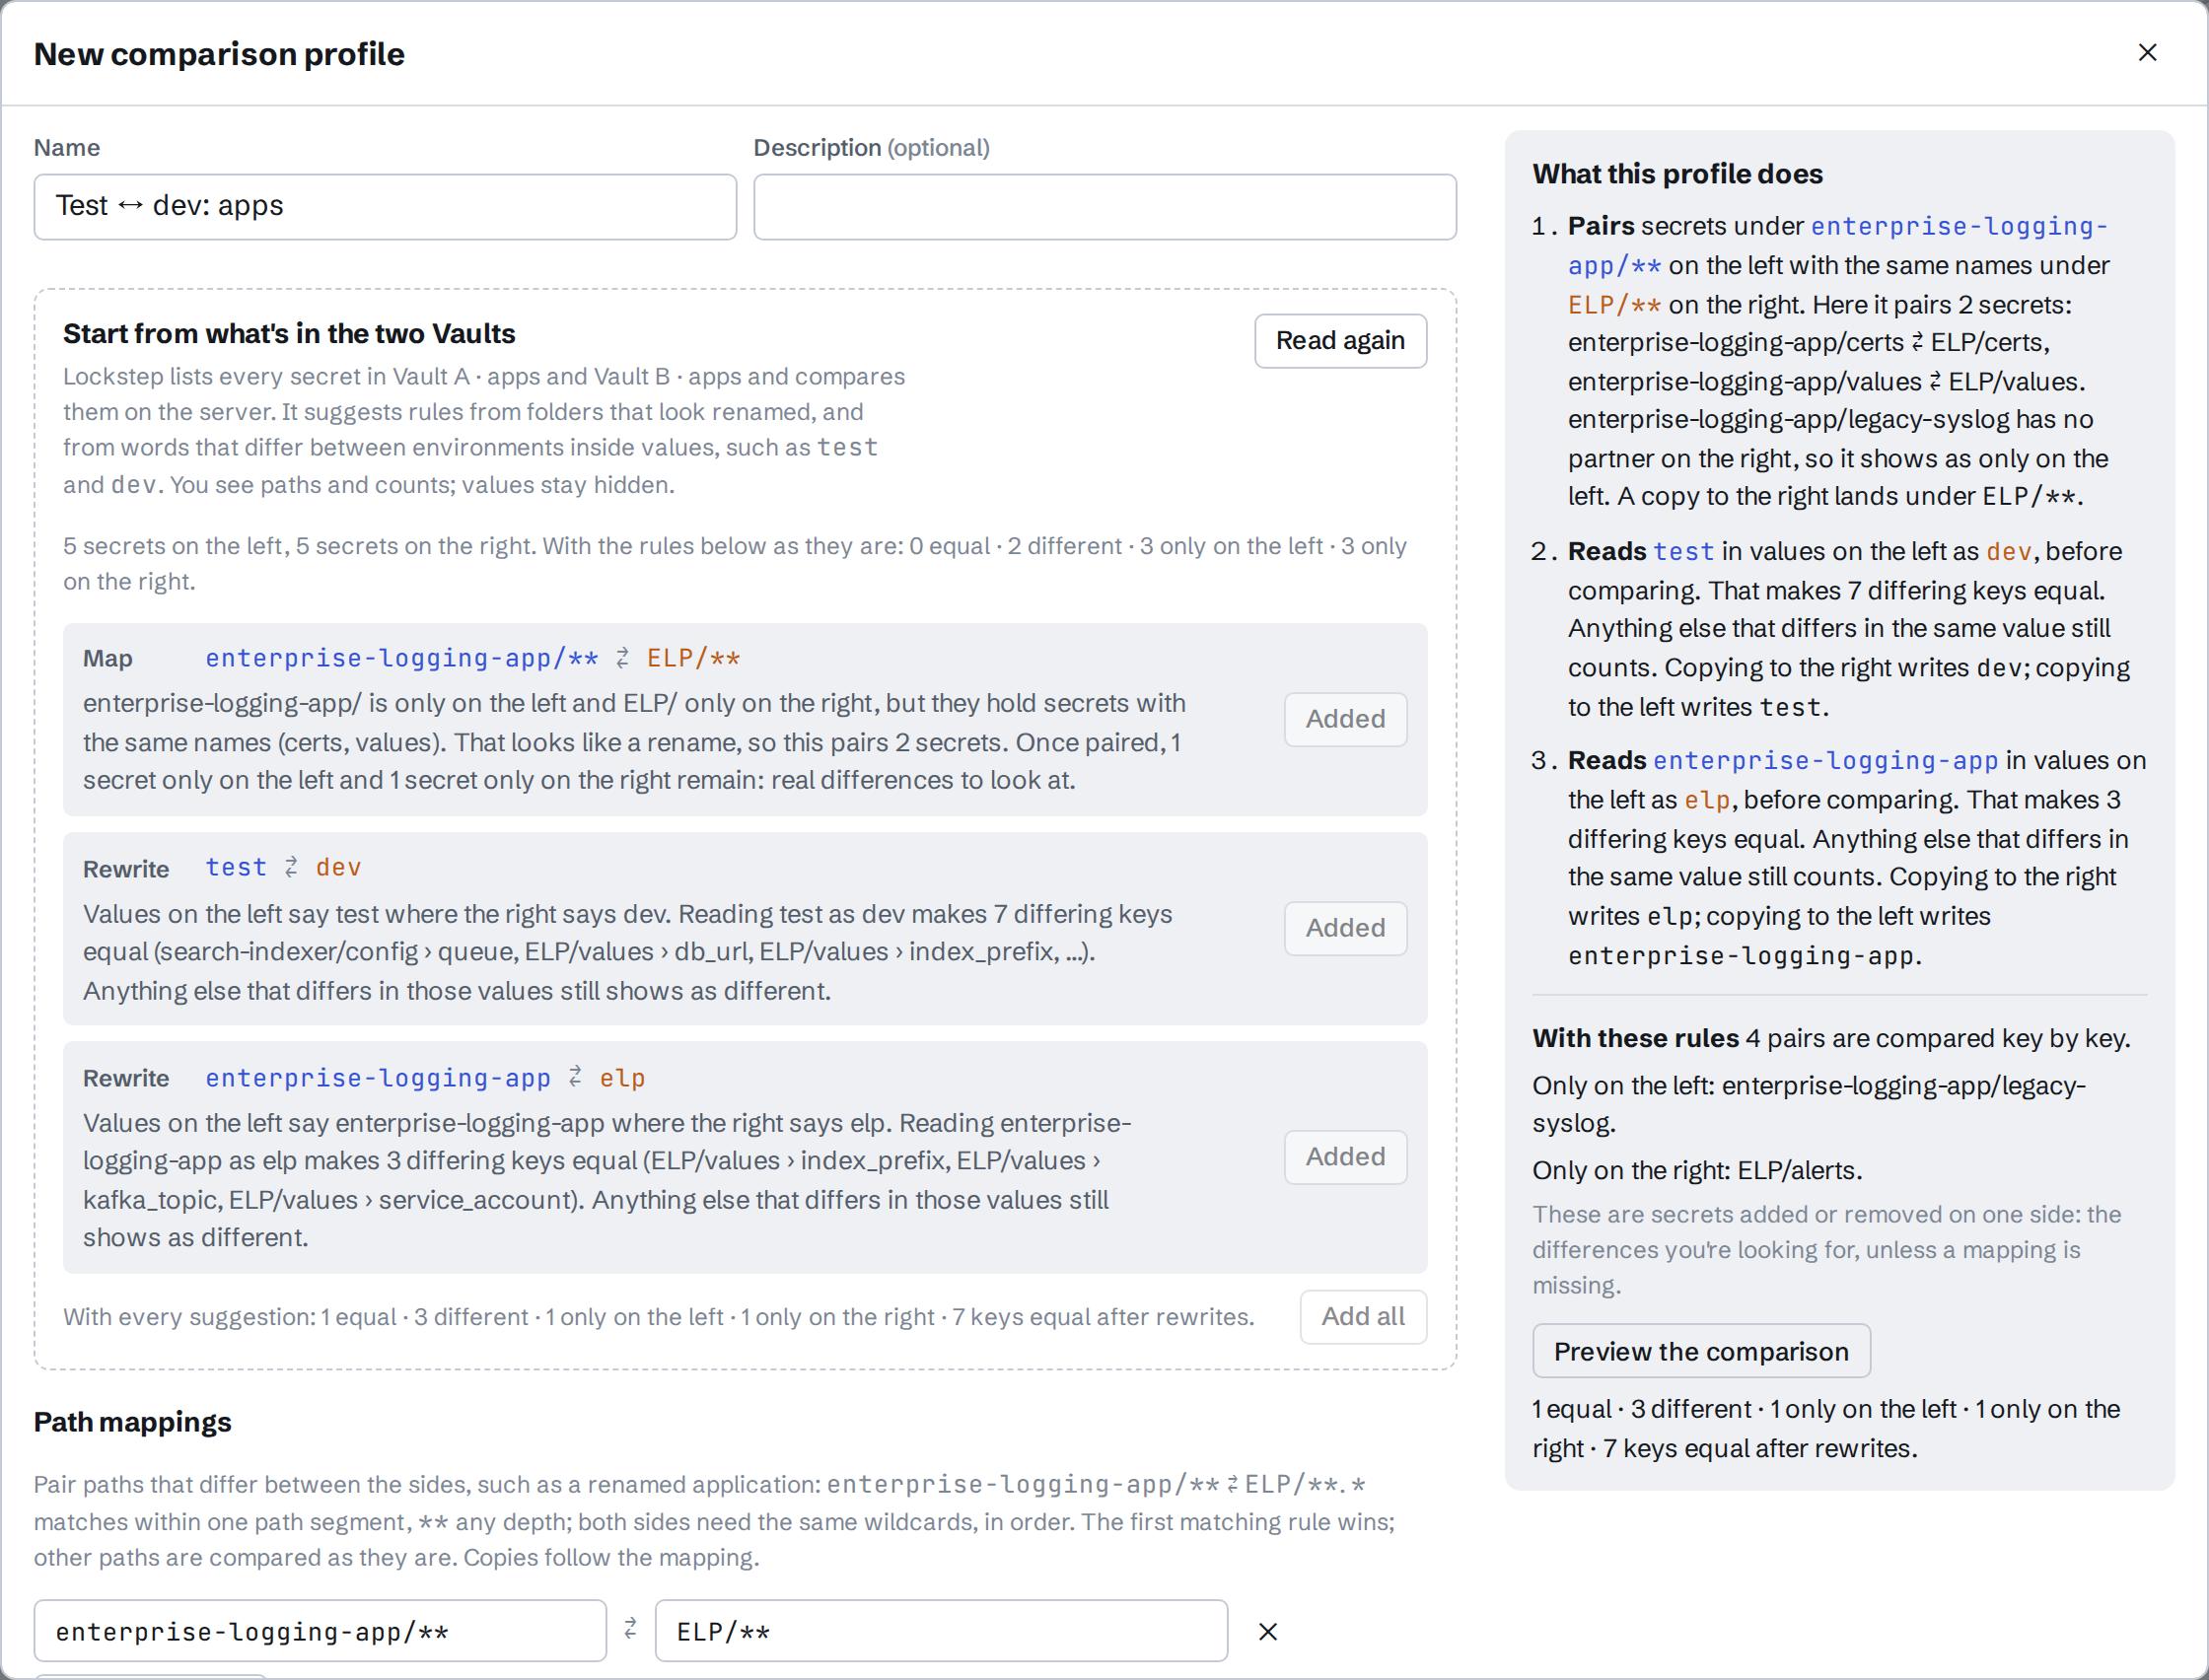 New comparison profile
Name
Description (optional)
Test ↔ dev: apps
Start from what's in the two Vaults
Read again
Lockstep lists every secret in Vault A · apps and Vault B · apps and compares
them on the server. It suggests rules from folders that look renamed, and
from words that differ between environments inside values, such as test
and dev. You see paths and counts; values stay hidden.
5 secrets on the left, 5 secrets on the right. With the rules below as they are: 0 equal · 2 different · 3 only on the left · 3 only
on the right.
Map enterprise-logging-app/** ⇄ ELP/**
enterprise-logging-app/ is only on the left and ELP/ only on the right, but they hold secrets with
the same names (certs, values). That looks like a rename, so this pairs 2 secrets. Once paired, 1
secret only on the left and 1 secret only on the right remain: real differences to look at.
Added
Rewrite test ⇄ dev
Values on the left say test where the right says dev. Reading test as dev makes 7 differing keys
equal (search-indexer/config › queue, ELP/values › db_url, ELP/values › index_prefix, …).
Anything else that differs in those values still shows as different.
Added
Rewrite enterprise-logging-app ⇄ elp
Values on the left say enterprise-logging-app where the right says elp. Reading enterprise-
logging-app as elp makes 3 differing keys equal (ELP/values › index_prefix, ELP/values ›
kafka_topic, ELP/values › service_account). Anything else that differs in those values still
shows as different.
Added
With every suggestion: 1 equal · 3 different · 1 only on the left · 1 only on the right · 7 keys equal after rewrites.
Add all
Path mappings
Pair paths that differ between the sides, such as a renamed application: enterprise-logging-app/** ⇄ ELP/**. *
matches within one path segment, ** any depth; both sides need the same wildcards, in order. The first matching rule wins;
other paths are compared as they are. Copies follow the mapping.
enterprise-logging-app/** ⇄ ELP/**
What this profile does
1. Pairs secrets under enterprise-logging-
app/** on the left with the same names under
ELP/** on the right. Here it pairs 2 secrets:
enterprise-logging-app/certs ⇄ ELP/certs,
enterprise-logging-app/values ⇄ ELP/values.
enterprise-logging-app/legacy-syslog has no
partner on the right, so it shows as only on the
left. A copy to the right lands under ELP/**.
2. Reads test in values on the left as dev, before
comparing. That makes 7 differing keys equal.
Anything else that differs in the same value still
counts. Copying to the right writes dev; copying
to the left writes test.
3. Reads enterprise-logging-app in values on
the left as elp, before comparing. That makes 3
differing keys equal. Anything else that differs in
the same value still counts. Copying to the right
writes elp; copying to the left writes
enterprise-logging-app.
With these rules 4 pairs are compared key by key.
Only on the left: enterprise-logging-app/legacy-
syslog.
Only on the right: ELP/alerts.
These are secrets added or removed on one side: the
differences you're looking for, unless a mapping is
missing.
Preview the comparison
1 equal · 3 different · 1 only on the left · 1 only on the
right · 7 keys equal after rewrites.